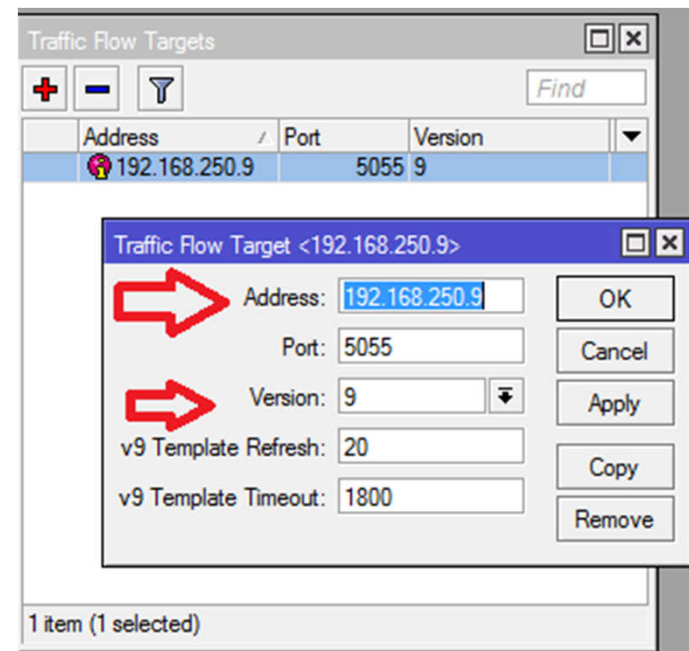 Traffic Flow Targets
Find
Address Port Version
192.168.250.9 5055 9
Traffic Flow Target <192.168.250.9>
Address: 192.168.250.9 OK
Port: 5055 Cancel
Version: 9 Apply
v9 Template Refresh: 20 Copy
v9 Template Timeout: 1800 Remove
1 item (1 selected)